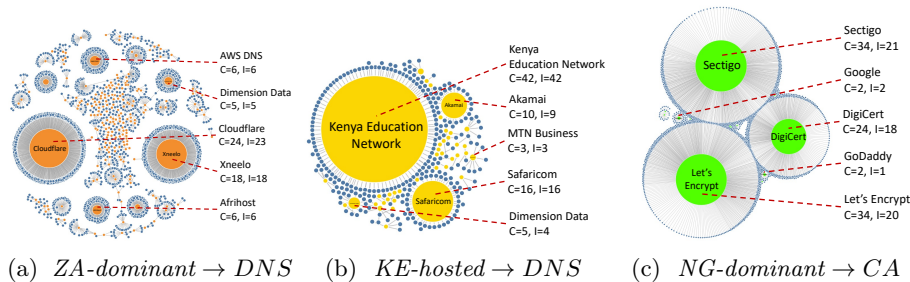 AWS DNS
C=6, I=6
Dimension Data
C=5, I=5
Cloudflare
C=24, I=23
Xneelo
C=18, I=18
Afrihost
C=6, I=6
Cloudflare
Xneelo
(a) ZA-dominant → DNS
Kenya
Education Network
C=42, I=42
Akamai
C=10, I=9
MTN Business
C=3, I=3
Safaricom
C=16, I=16
Dimension Data
C=5, I=4
Kenya Education
Network
Akamai
Safaricom
(b) KE-hosted → DNS
Sectigo
C=34, I=21
Google
C=2, I=2
DigiCert
C=24, I=18
GoDaddy
C=2, I=1
Let's Encrypt
C=34, I=20
Sectigo
DigiCert
Let's
Encrypt
(c) NG-dominant → CA